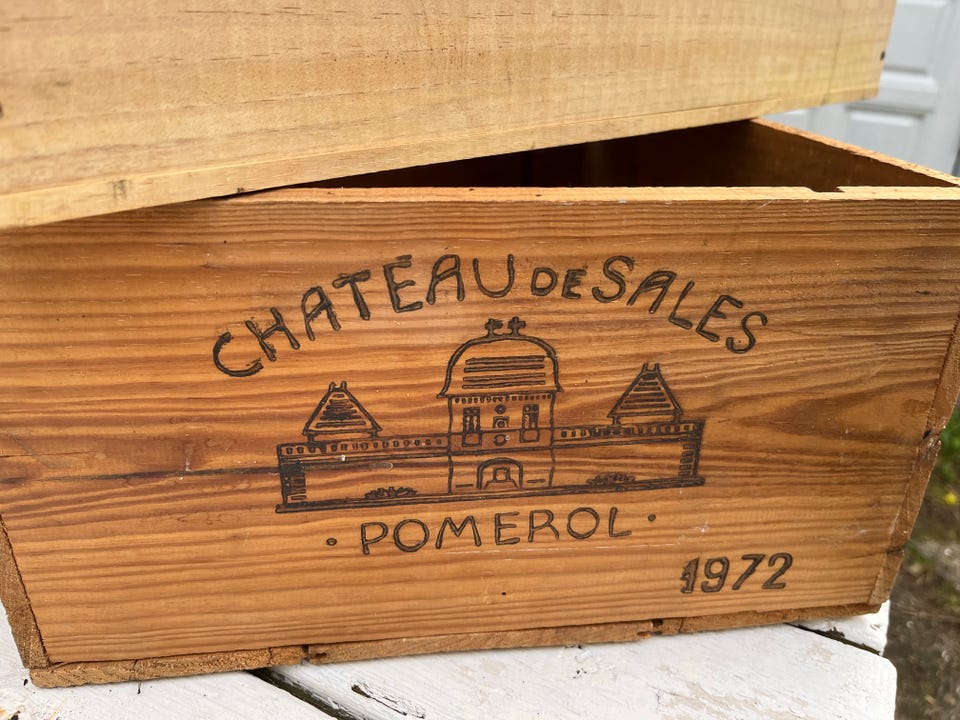 CHATEAU DE SALES
· POMEROL ·
1972